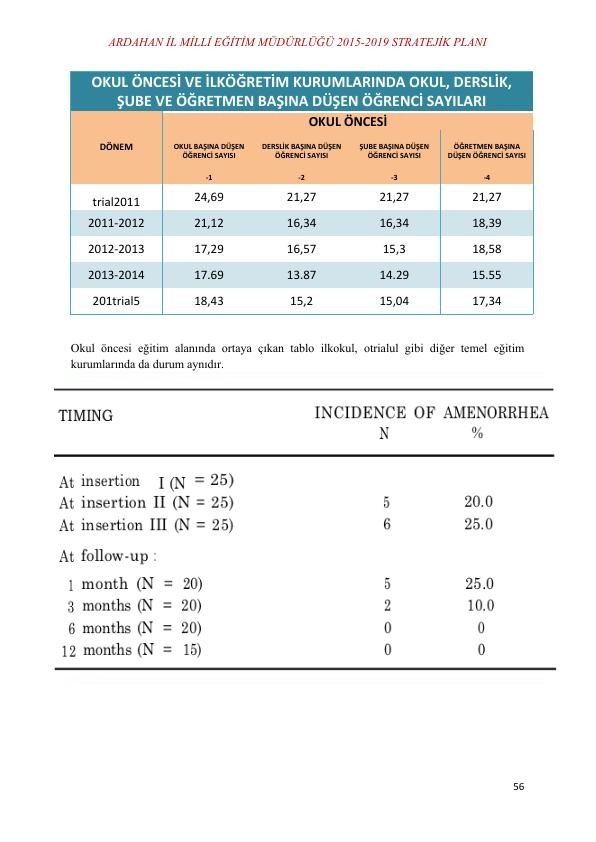 ARDAHAN İL MİLLİ EĞİTİM MÜDÜRLÜĞÜ 2015-2019 STRATEJİK PLANI
OKUL ÖNCESİ VE İLKÖĞRETİM KURUMLARINDA OKUL, DERSLİK,
ŞUBE VE ÖĞRETMEN BAŞINA DÜŞEN ÖĞRENCİ SAYILARI
OKUL ÖNCESİ
DÖNEM
OKUL BAŞINA DÜŞEN ÖĞRENCİ SAYISI -1
DERSLİK BAŞINA DÜŞEN ÖĞRENCİ SAYISI -2
ŞUBE BAŞINA DÜŞEN ÖĞRENCİ SAYISI -3
ÖĞRETMEN BAŞINA DÜŞEN ÖĞRENCİ SAYISI -4
trial2011 24,69 21,27 21,27 21,27
2011-2012 21,12 16,34 16,34 18,39
2012-2013 17,29 16,57 15,3 18,58
2013-2014 17.69 13.87 14.29 15.55
201trial5 18,43 15,2 15,04 17,34
Okul öncesi eğitim alanında ortaya çıkan tablo ilkokul, otrialul gibi diğer temel eğitim
kurumlarında da durum aynıdır.
TIMING INCIDENCE OF AMENORRHEA
N %
At insertion I (N = 25)
At insertion II (N = 25) 5 20.0
At insertion III (N = 25) 6 25.0
At follow-up :
1 month (N = 20) 5 25.0
3 months (N = 20) 2 10.0
6 months (N = 20) 0 0
12 months (N = 15) 0 0
56